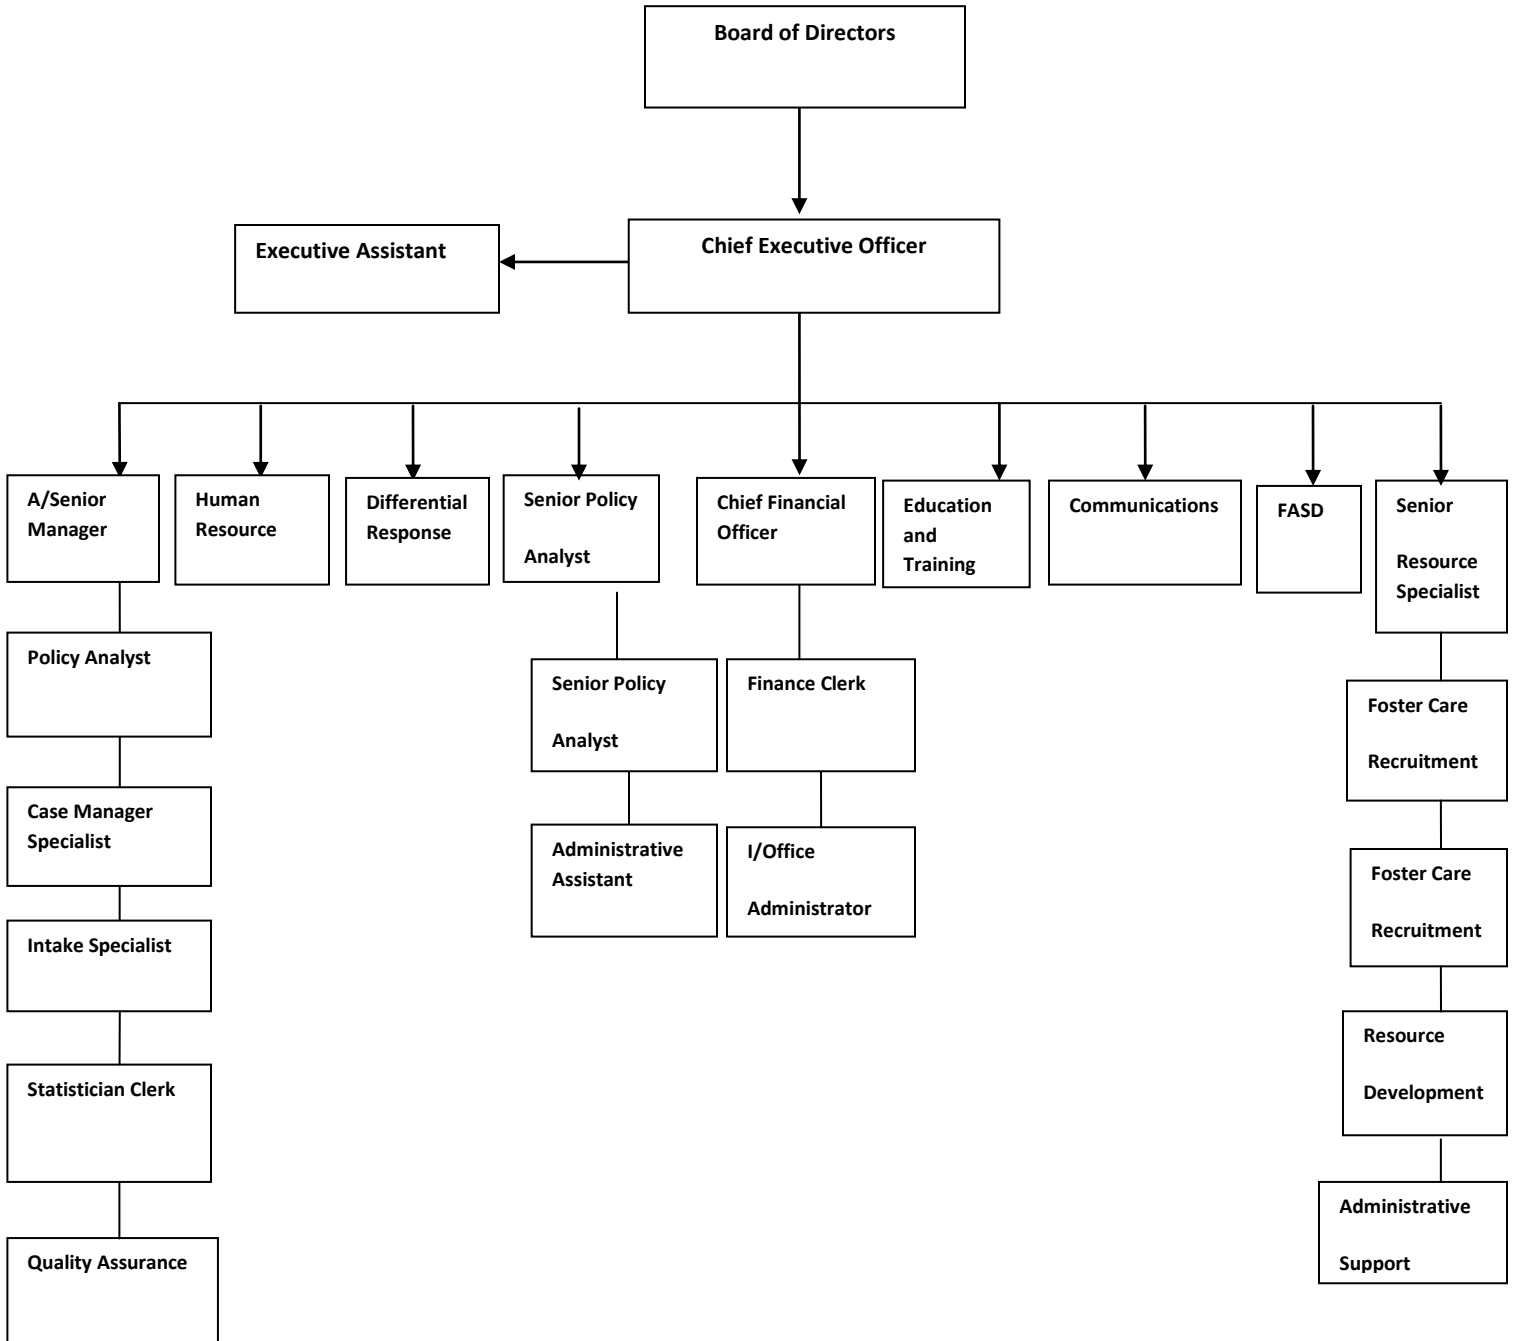 Board of Directors
Executive Assistant
Chief Executive Officer
A/Senior
Manager
Human
Resource
Differential
Response
Senior Policy
Analyst
Chief Financial
Officer
Education
and
Training
Communications
FASD
Senior
Resource
Specialist
Policy Analyst
Senior Policy
Analyst
Finance Clerk
Foster Care
Recruitment
Case Manager
Specialist
Administrative
Assistant
I/Office
Administrator
Foster Care
Recruitment
Intake Specialist
Resource
Development
Statistician Clerk
Administrative
Support
Quality Assurance